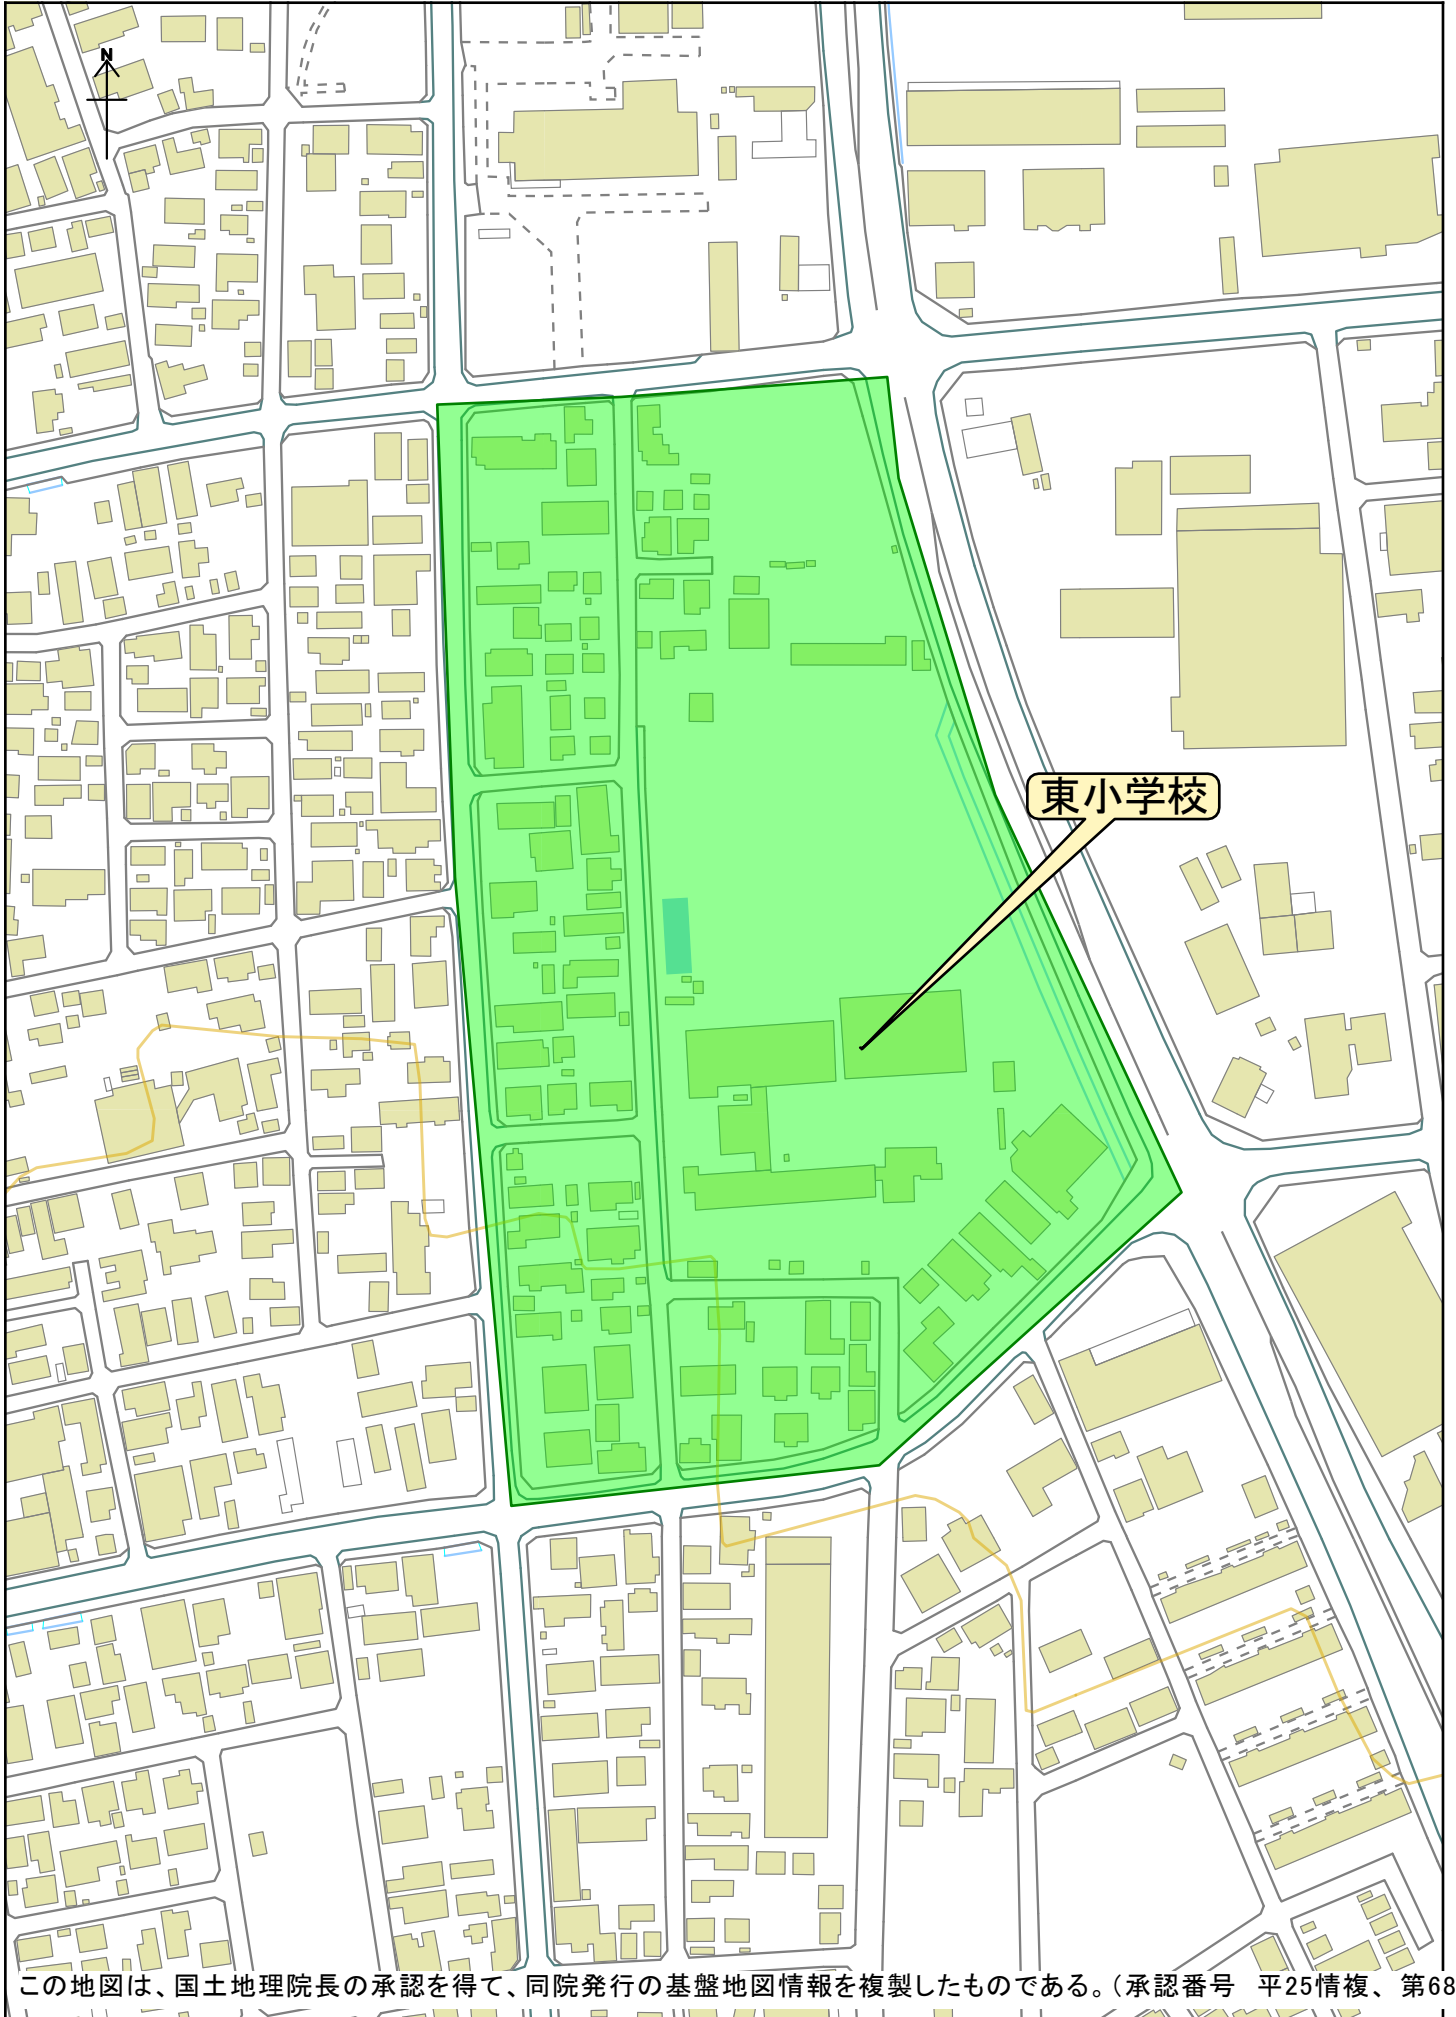 N
東小学校
この地図は、国土地理院長の承認を得て、同院発行の基盤地図情報を複製したものである。（承認番号　平25情複、第68